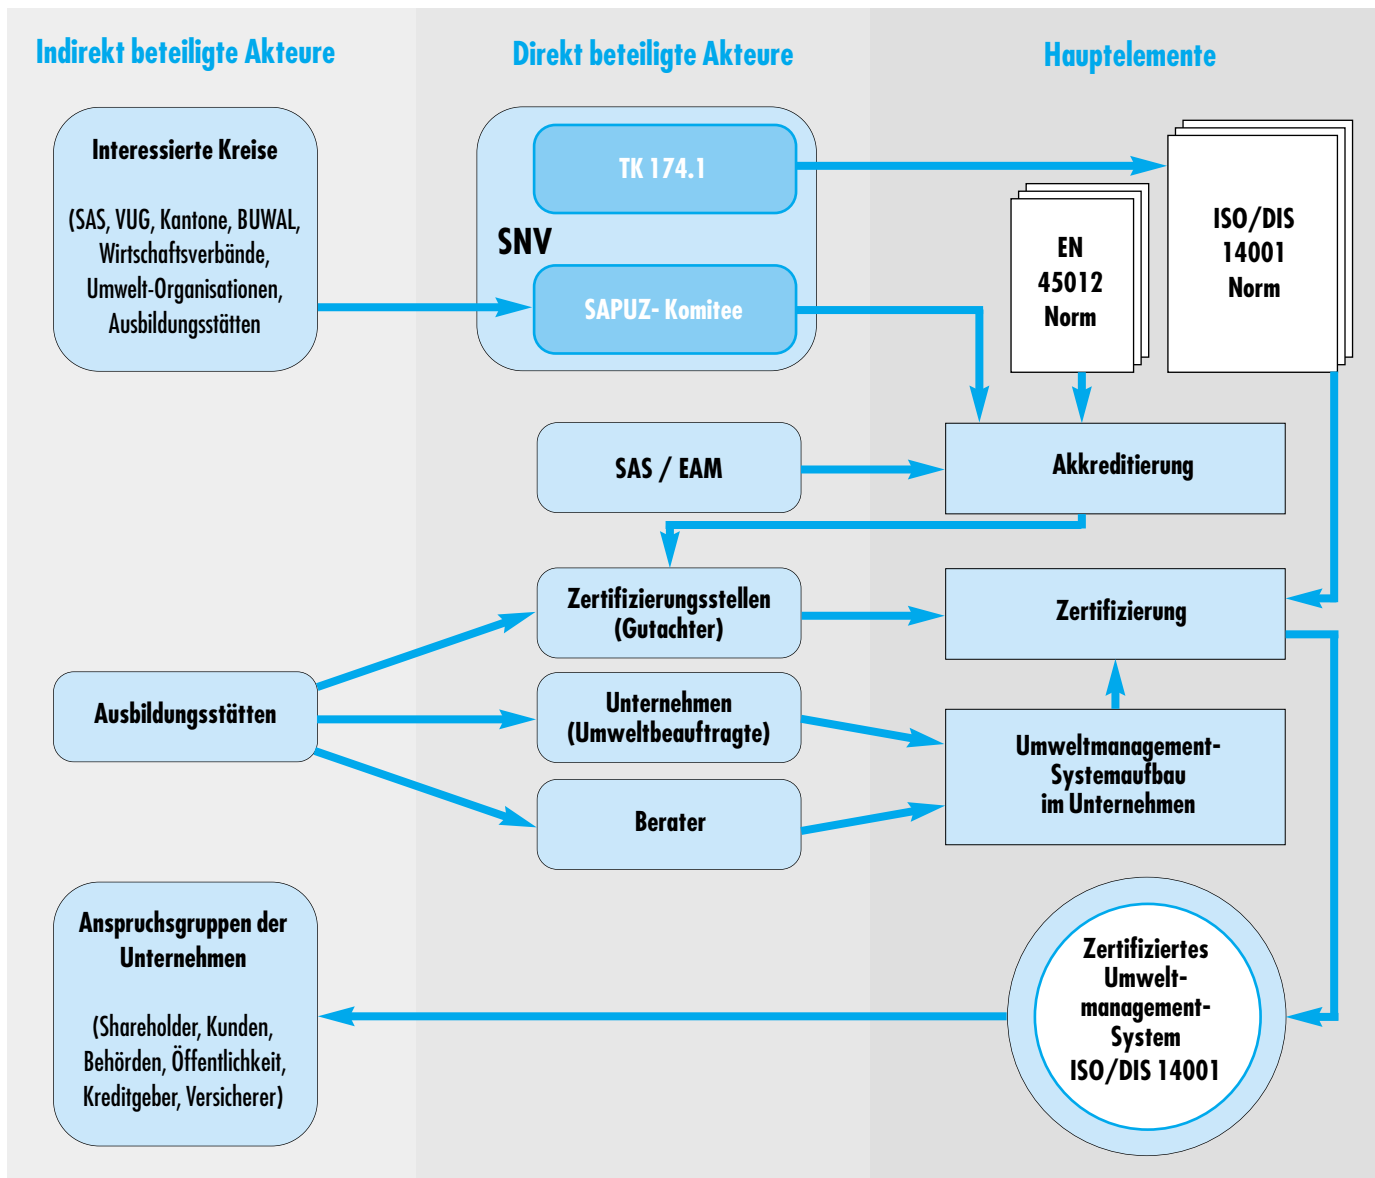 Indirekt beteiligte Akteure
Direkt beteiligte Akteure
Hauptelemente
Interessierte Kreise
(SAS, VUG, Kantone, BUWAL,
Wirtschaftsverbände,
Umwelt-Organisationen,
Ausbildungsstätten
SNV
TK 174.1
SAPUZ- Komitee
EN
45012
Norm
ISO/DIS
14001
Norm
SAS / EAM
Akkreditierung
Zertifizierungsstellen
(Gutachter)
Zertifizierung
Ausbildungsstätten
Unternehmen
(Umweltbeauftragte)
Umweltmanagement-
Systemaufbau
im Unternehmen
Berater
Anspruchsgruppen der
Unternehmen
(Shareholder, Kunden,
Behörden, Öffentlichkeit,
Kreditgeber, Versicherer)
Zertifiziertes
Umwelt-
management-
System
ISO/DIS 14001